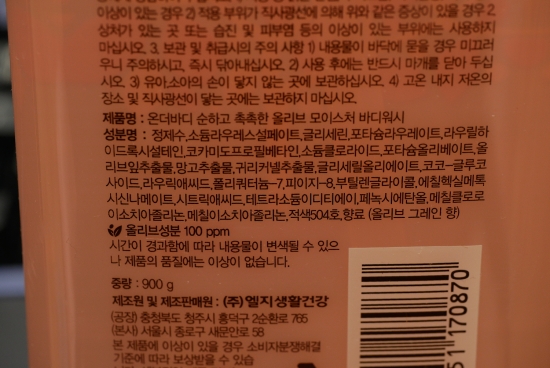 이상이 있는 경우 2) 적용 부위가 직사광선에 의해 위와 같은 증상이 있을 경우 2.
상처가 있는 곳 또는 습진 및 피부염 등의 이상이 있는 부위에는 사용하지
마십시오. 3. 보관 및 취급시의 주의 사항 1) 내용물이 바닥에 묻을 경우 미끄러
우니 주의하시고, 즉시 닦아내십시오. 2) 사용 후에는 반드시 마개를 닫아 두십
시오. 3) 유아,소아의 손이 닿지 않는 곳에 보관하십시오. 4) 고온 내지 저온의
장소 및 직사광선이 닿는 곳에는 보관하지 마십시오.
제품명 : 온더바디 순하고 촉촉한 올리브 모이스처 바디워시
성분명 : 정제수,소듐라우레스설페이트,글리세린,포타슘라우레이트,라우릴하
이드록시설테인,코카미도프로필베타인,소듐클로라이드,포타슘올리베이트,올
리브잎추출물,망고추출물,귀리커넬추출물,글리세릴올리에이트,코코-글루코
사이드,라우릭애씨드,폴리쿼터늄-7,피이지-8,부틸렌글라이콜,에칠헥실메톡
시신나메이트,시트릭애씨드,테트라소듐이디티에이,페녹시에탄올,메칠클로로
이소치아졸리논,메칠이소치아졸리논,적색504호,향료 (올리브 그레인 향)
올리브성분 100 ppm
시간이 경과함에 따라 내용물이 변색될 수 있으
나 제품의 품질에는 이상이 없습니다.
중량 : 900 g
제조원 및 제조판매원 : (주)엘지생활건강
(공장) 충청북도 청주시 흥덕구 2순환로 765
(본사) 서울시 종로구 새문안로 58
본 제품에 이상이 있을 경우 소비자분쟁해결
기준에 따라 보상받을 수 있습
51 170870